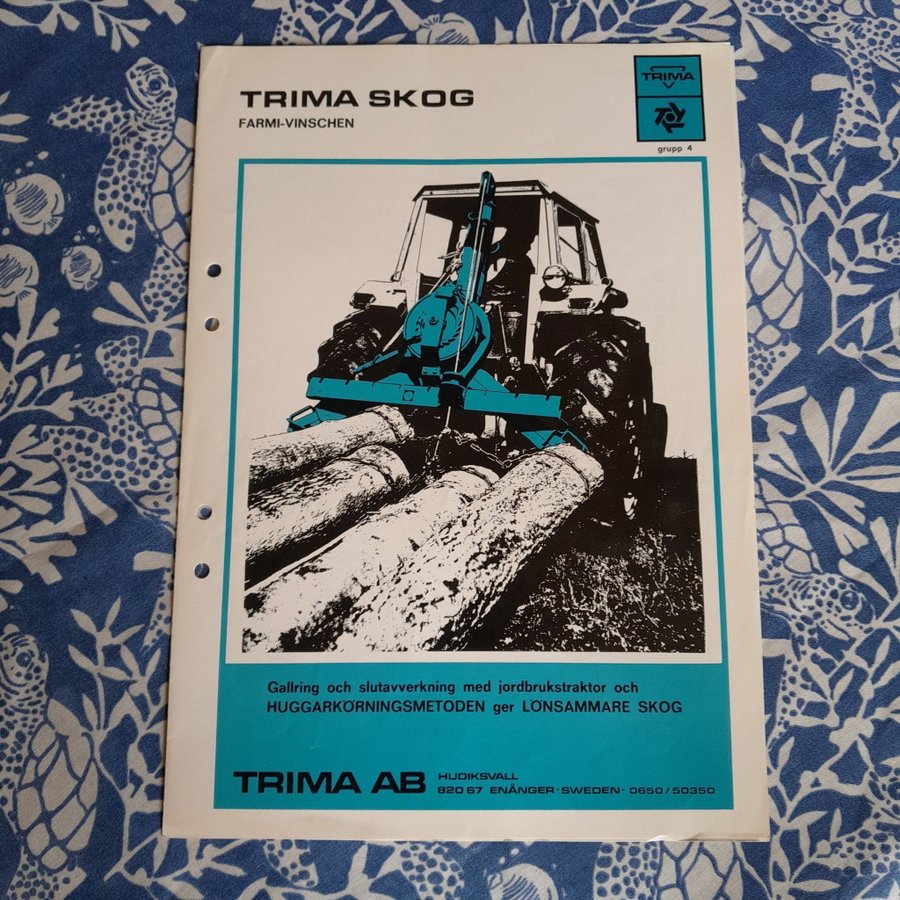 TRIMA SKOG
FARMI-VINSCHEN
TRIMA
grupp 4
Gallring och slutavverkning med jordbrukstraktor och
HUGGARKÖRNINGSMETODEN ger LÖNSAMMARE SKOG
TRIMA AB
HUDIKSVALL
820 67 ENÅNGER · SWEDEN · 0650/50350